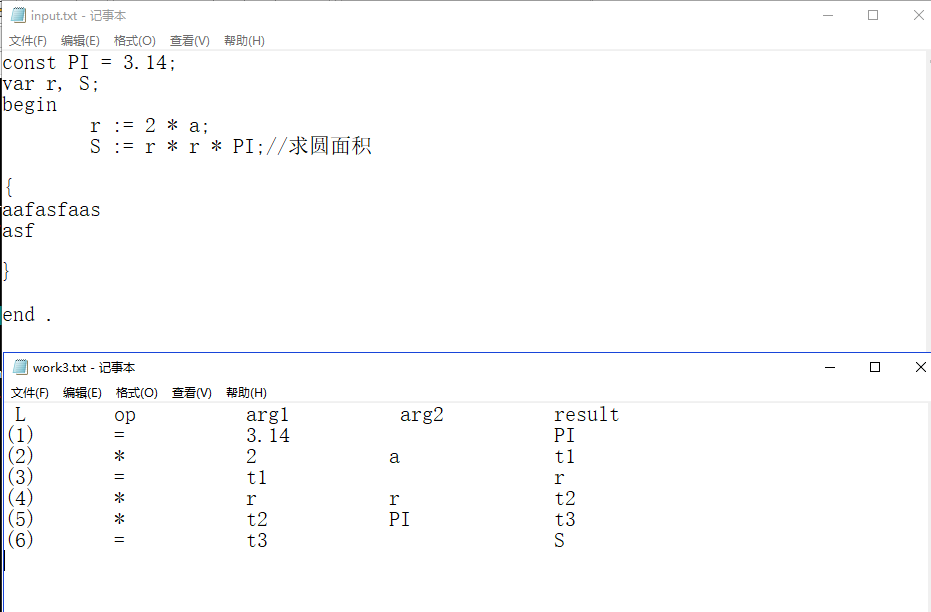 input.txt - 记事本
文件(F) 编辑(E) 格式(O) 查看(V) 帮助(H)
const PI = 3.14;
var r, S;
begin
r := 2 * a;
S := r * r * PI;//求圆面积
{
aafasfaas
asf
}
end .
work3.txt - 记事本
文件(F) 编辑(E) 格式(O) 查看(V) 帮助(H)
L op arg1 arg2 result
(1) = 3.14 PI
(2) * 2 a t1
(3) = t1 r
(4) * r r t2
(5) * t2 PI t3
(6) = t3 S